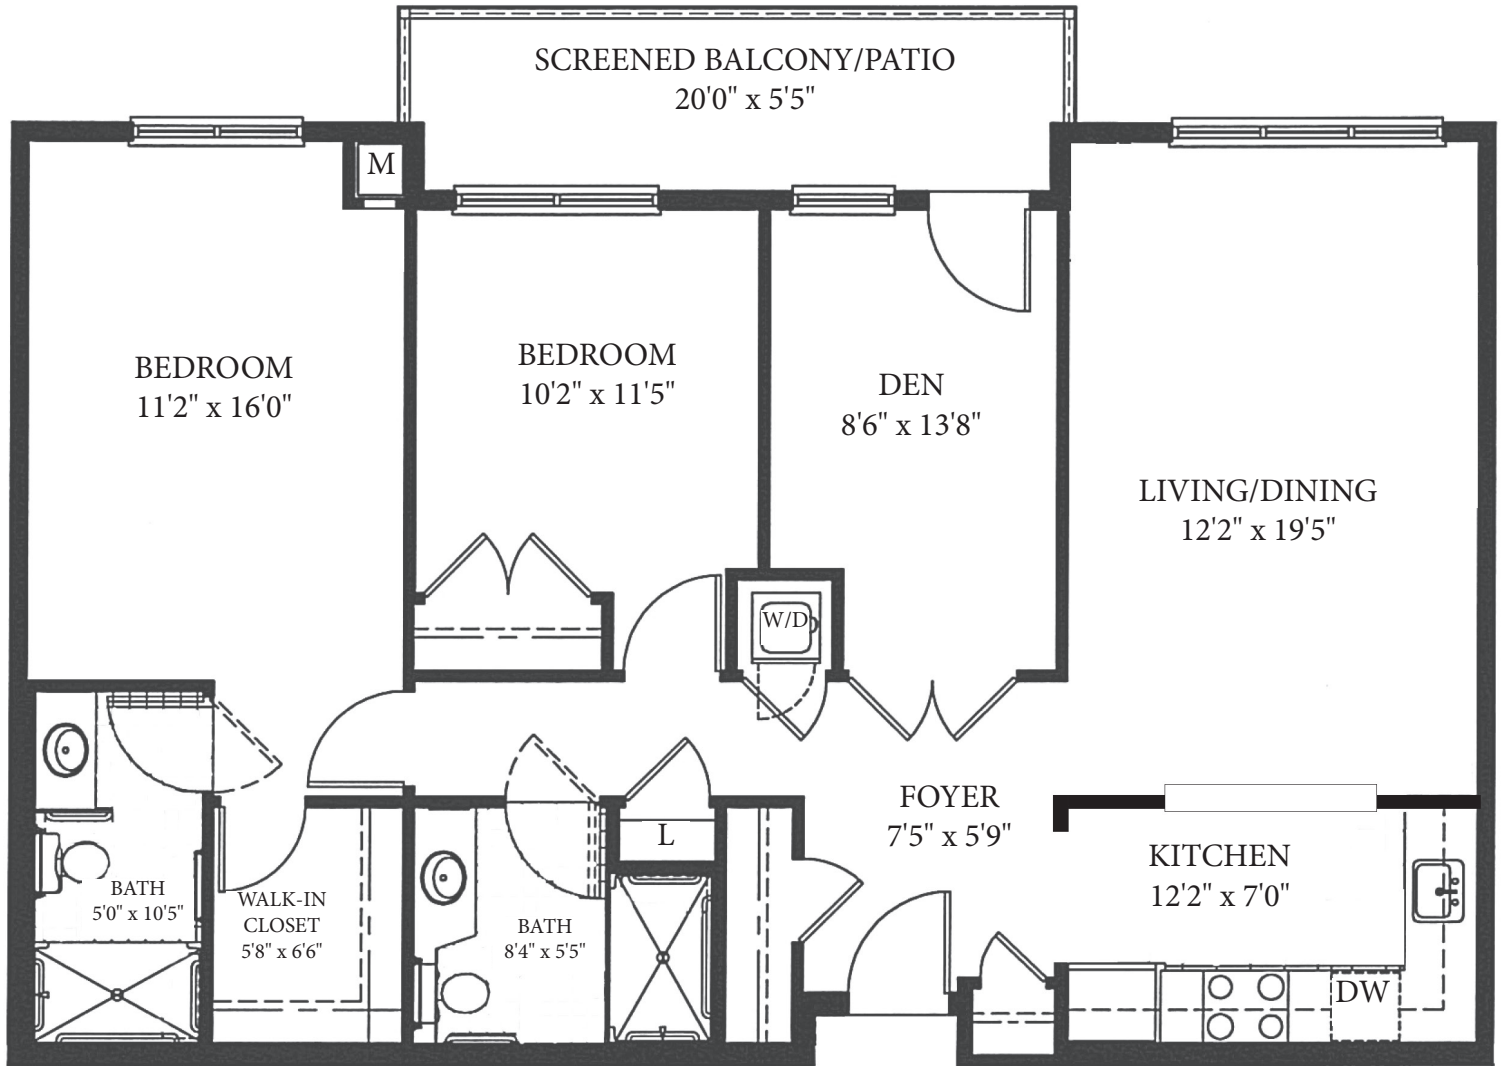 SCREENED BALCONY/PATIO
20'0" x 5'5"
M
BEDROOM
11'2" x 16'0"
BEDROOM
10'2" x 11'5"
DEN
8'6" x 13'8"
LIVING/DINING
12'2" x 19'5"
W/D
FOYER
7'5" x 5'9"
L
KITCHEN
12'2" x 7'0"
BATH
5'0" x 10'5"
WALK-IN
CLOSET
5'8" x 6'6"
BATH
8'4" x 5'5"
DW